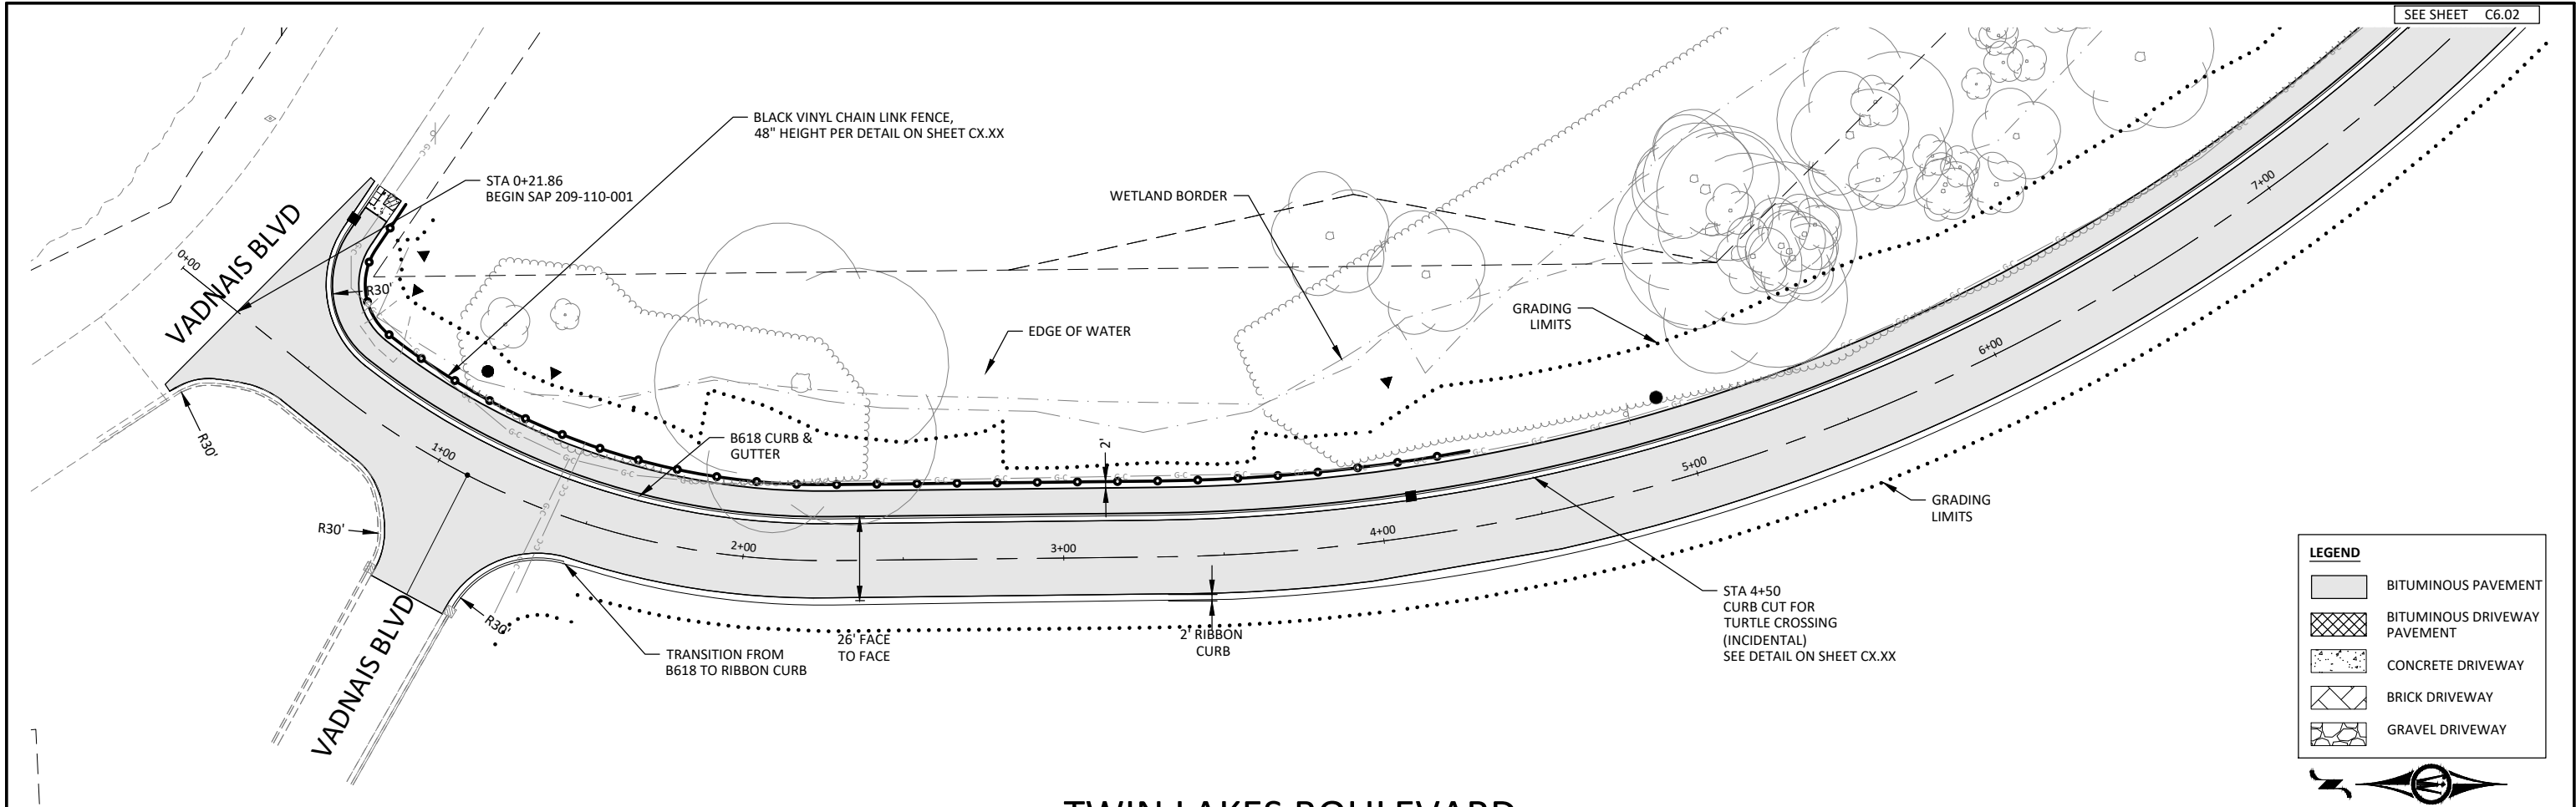 SEE SHEET C6.02
BLACK VINYL CHAIN LINK FENCE,
48" HEIGHT PER DETAIL ON SHEET CX.XX
STA 0+21.86
BEGIN SAP 209-110-001
WETLAND BORDER
VADNAIS BLVD
0+00
R30'
EDGE OF WATER
GRADING
LIMITS
7+00
6+00
5+00
4+00
3+00
2+00
1+00
R30'
B618 CURB &
GUTTER
2'
GRADING
LIMITS
R30'
R30'
VADNAIS BLVD
TRANSITION FROM
B618 TO RIBBON CURB
26' FACE
TO FACE
2' RIBBON
CURB
STA 4+50
CURB CUT FOR
TURTLE CROSSING
(INCIDENTAL)
SEE DETAIL ON SHEET CX.XX
LEGEND
BITUMINOUS PAVEMENT
BITUMINOUS DRIVEWAY
PAVEMENT
CONCRETE DRIVEWAY
BRICK DRIVEWAY
GRAVEL DRIVEWAY
TWIN LAKES BOULEVARD